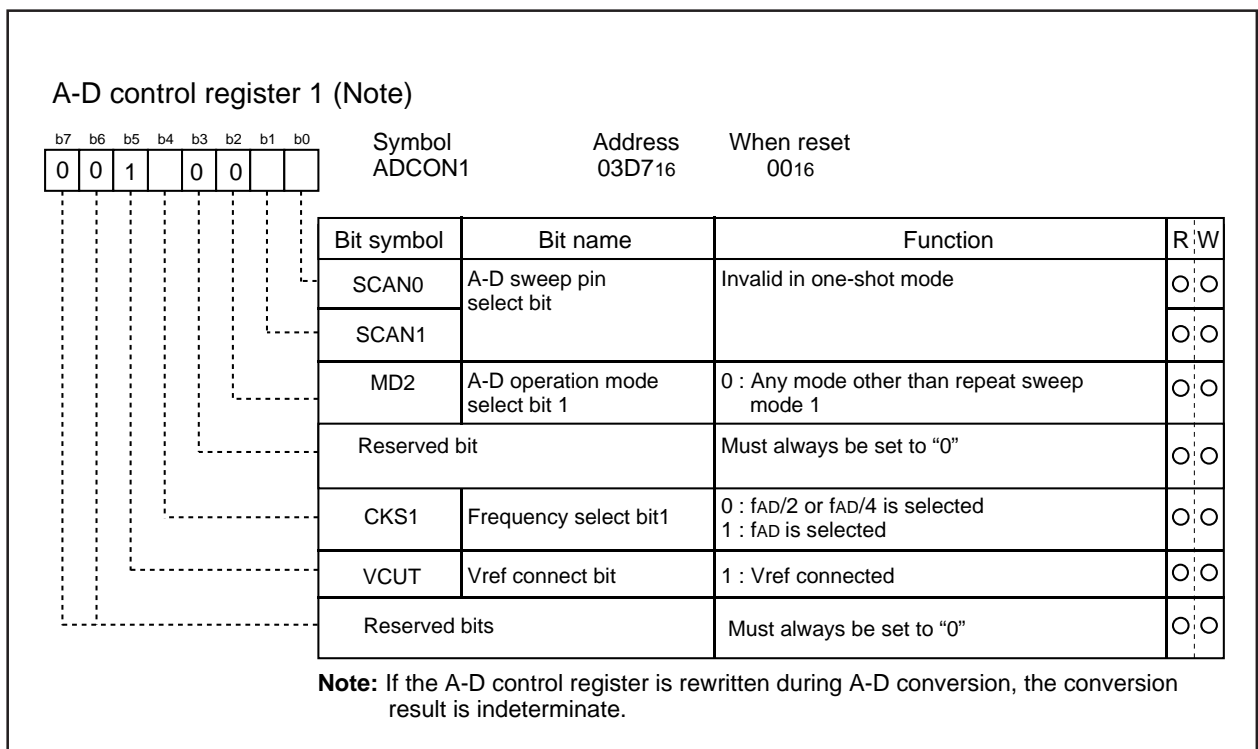 A-D control register 1 (Note)
b7 b6 b5 b4 b3 b2 b1 b0
0 0 1 0 0
Symbol Address When reset
ADCON1 03D716 0016
Bit symbol Bit name Function R W
SCAN0 A-D sweep pin select bit Invalid in one-shot mode O O
SCAN1 O O
MD2 A-D operation mode select bit 1 0 : Any mode other than repeat sweep mode 1 O O
Reserved bit Must always be set to “0” O O
CKS1 Frequency select bit1 0 : fAD/2 or fAD/4 is selected
1 : fAD is selected O O
VCUT Vref connect bit 1 : Vref connected O O
Reserved bits Must always be set to “0” O O
Note: If the A-D control register is rewritten during A-D conversion, the conversion
result is indeterminate.